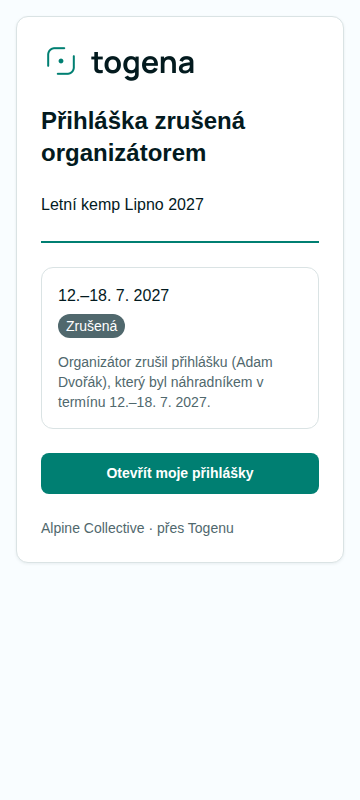 togena
Přihláška zrušená
organizátorem
Letní kemp Lipno 2027
12.–18. 7. 2027
Zrušená
Organizátor zrušil přihlášku (Adam
Dvořák), který byl náhradníkem v
termínu 12.–18. 7. 2027.
Otevřít moje přihlášky
Alpine Collective · přes Togenu